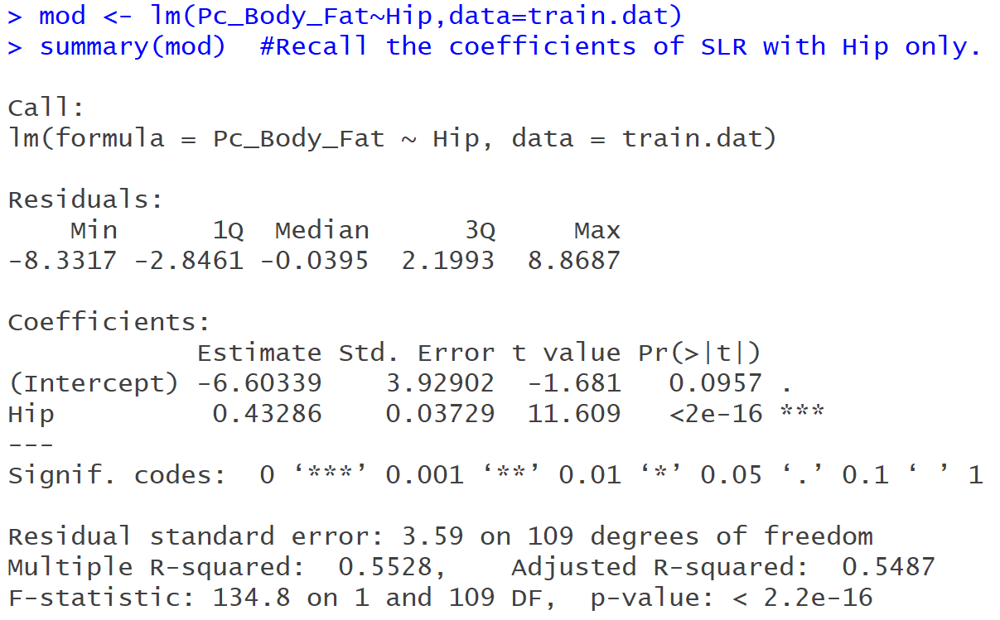 > mod <- lm(Pc_Body_Fat~Hip,data=train.dat)
> summary(mod)  #Recall the coefficients of SLR with Hip only.

Call:
lm(formula = Pc_Body_Fat ~ Hip, data = train.dat)

Residuals:
    Min      1Q  Median      3Q     Max
-8.3317 -2.8461 -0.0395  2.1993  8.8687

Coefficients:
            Estimate Std. Error t value Pr(>|t|)
(Intercept) -6.60339    3.92902  -1.681   0.0957 .
Hip          0.43286    0.03729  11.609   <2e-16 ***
---
Signif. codes:  0 ‘***’ 0.001 ‘**’ 0.01 ‘*’ 0.05 ‘.’ 0.1 ‘ ’ 1

Residual standard error: 3.59 on 109 degrees of freedom
Multiple R-squared:  0.5528,    Adjusted R-squared:  0.5487
F-statistic: 134.8 on 1 and 109 DF,  p-value: < 2.2e-16